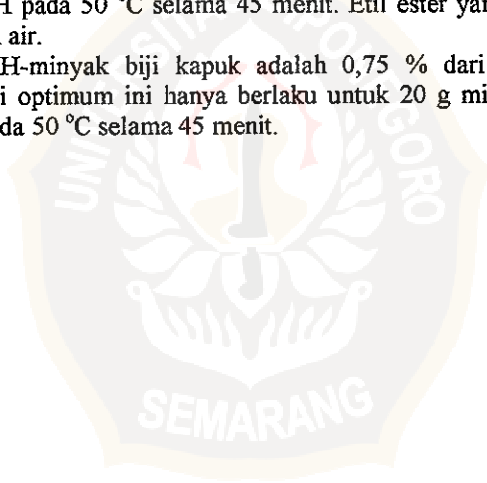 H pada 50 °C selama 45 menit. Etil ester yan
air.
H-minyak biji kapuk adalah 0,75 % dari
i optimum ini hanya berlaku untuk 20 g mi
da 50 °C selama 45 menit.
SEMARANG